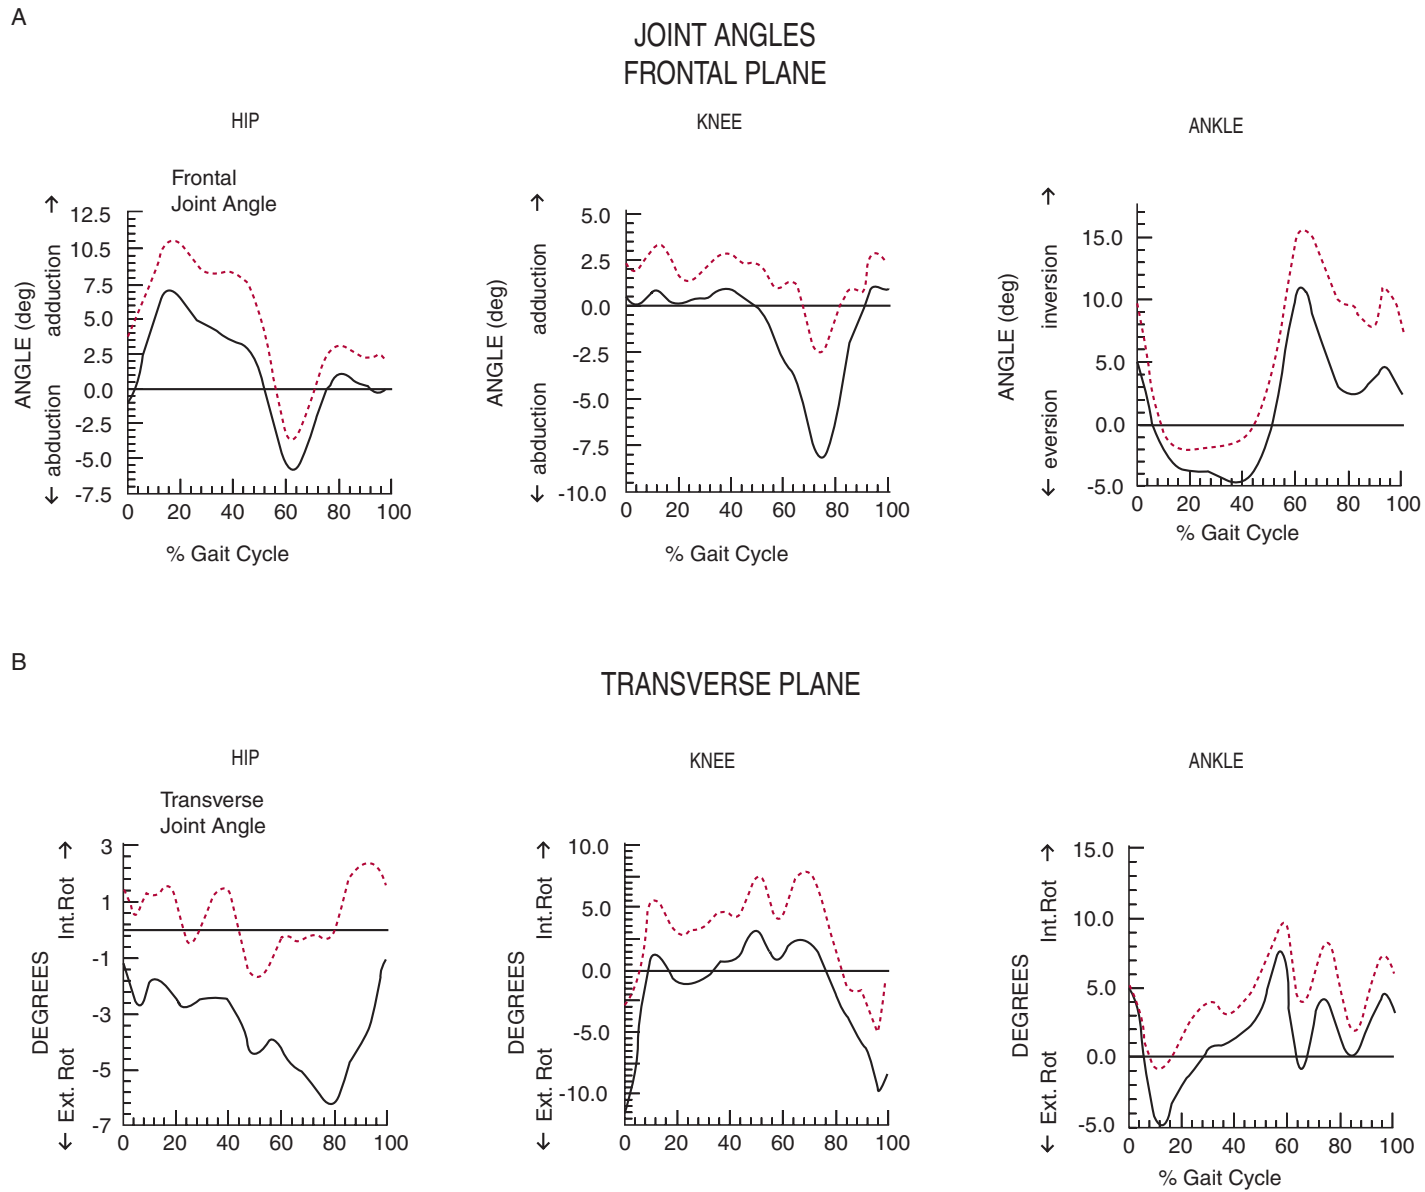 A
JOINT ANGLES
FRONTAL PLANE
HIP
Frontal
Joint Angle
ANGLE (deg)
← abduction adduction →
12.5
10.5
7.5
5.0
2.5
0.0
-2.5
-5.0
-7.5
0 20 40 60 80 100
% Gait Cycle
KNEE
ANGLE (deg)
← abduction adduction →
5.0
2.5
0.0
-2.5
-5.0
-7.5
-10.0
0 20 40 60 80 100
% Gait Cycle
ANKLE
ANGLE (deg)
← eversion inversion →
15.0
10.0
5.0
0.0
-5.0
0 20 40 60 80 100
% Gait Cycle
B
TRANSVERSE PLANE
HIP
Transverse
Joint Angle
DEGREES
← Ext. Rot Int.Rot →
3
1
-1
-3
-5
-7
0 20 40 60 80 100
KNEE
DEGREES
← Ext. Rot Int.Rot →
10.0
5.0
0.0
-5.0
-10.0
0 20 40 60 80 100
ANKLE
DEGREES
← Ext. Rot Int.Rot →
15.0
10.0
5.0
0.0
-5.0
0 20 40 60 80 100
% Gait Cycle